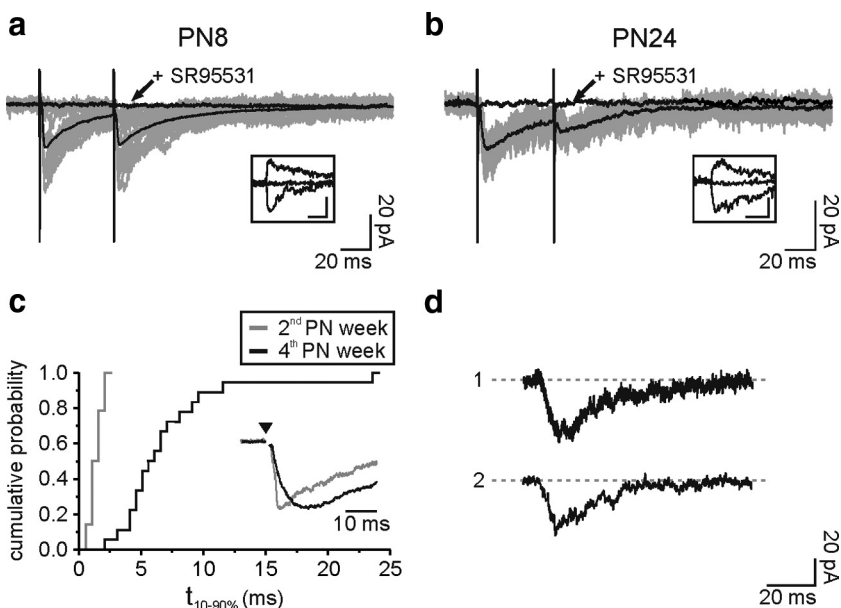 a
PN8
+ SR95531
20 pA
20 ms
b
PN24
+ SR95531
20 pA
20 ms
c
2nd PN week
4th PN week
cumulative probability
1.0
0.8
0.6
0.4
0.2
0.0
0
5
10
15
20
25
t10-90% (ms)
10 ms
d
1
2
20 pA
20 ms